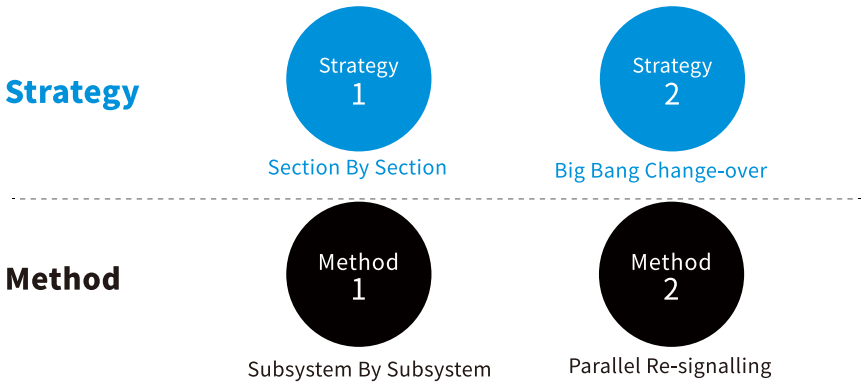 Strategy
Strategy
1
Strategy
2
Section By Section
Big Bang Change-over
Method
Method
1
Method
2
Subsystem By Subsystem
Parallel Re-signalling